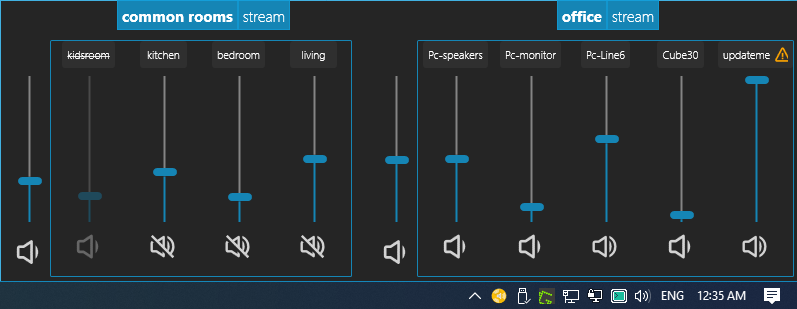 common rooms stream
office stream
kidsroom
kitchen
bedroom
living
Pc-speakers
Pc-monitor
Pc-Line6
Cube30
updateme
ENG
12:35 AM